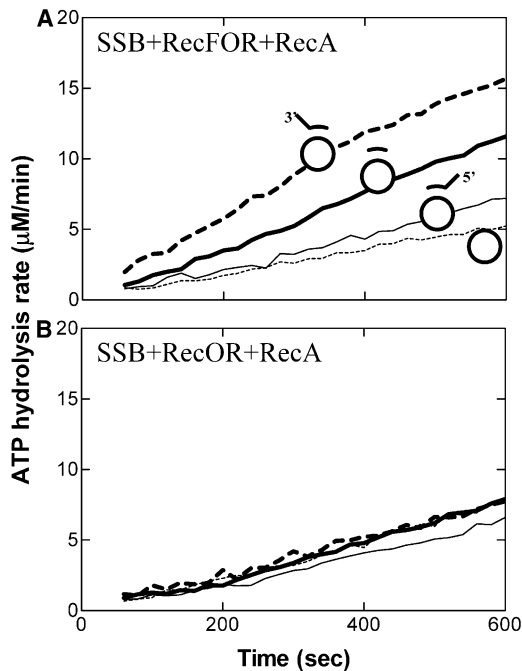 A
SSB+RecFOR+RecA
20
15
10
5
0
3'
5'
ATP hydrolysis rate (µM/min)
B
SSB+RecOR+RecA
20
15
10
5
0
0 200 400 600
Time (sec)